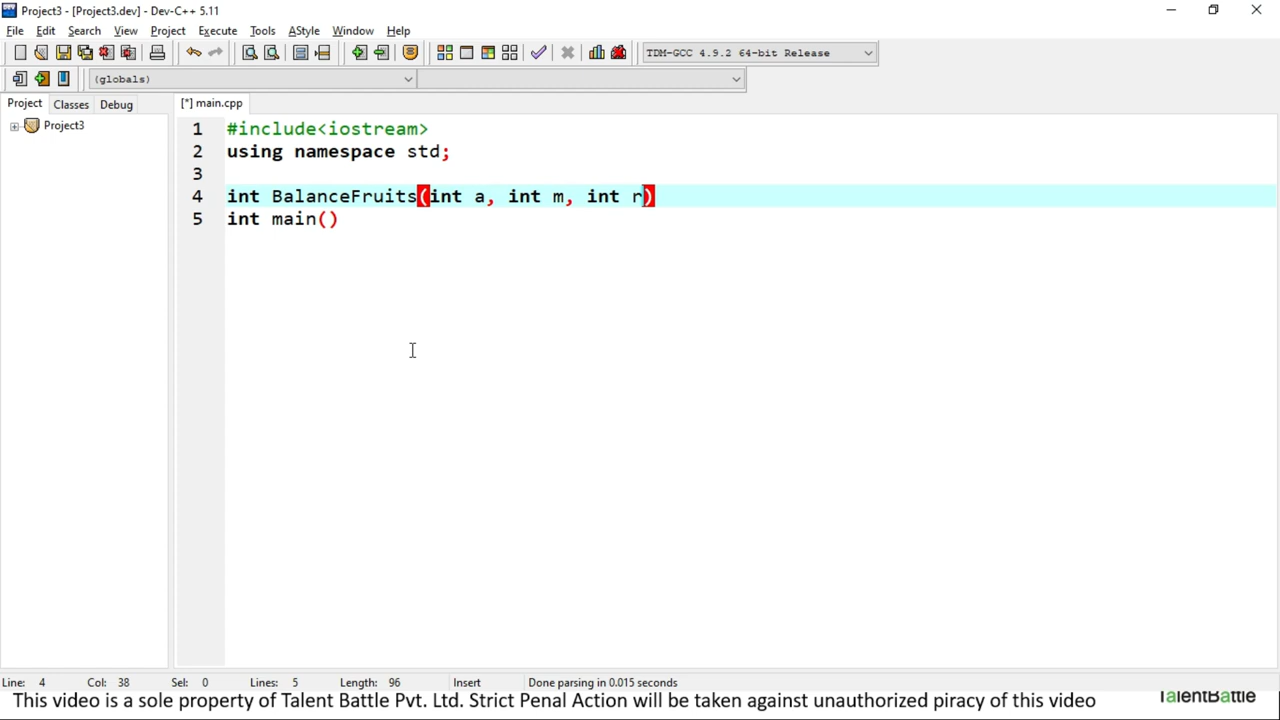 Project3 - [Project3.dev] - Dev-C++ 5.11
File Edit Search View Project Execute Tools AStyle Window Help
TDM-GCC 4.9.2 64-bit Release
(globals)
Project Classes Debug [*] main.cpp
Project3
1 #include<iostream>
2 using namespace std;
3
4 int BalanceFruits(int a, int m, int r)
5 int main()
Line: 4 Col: 38 Sel: 0 Lines: 5 Length: 96 Insert Done parsing in 0.015 seconds
This video is a sole property of Talent Battle Pvt. Ltd. Strict Penal Action will be taken against unauthorized piracy of this video
TalentBattle